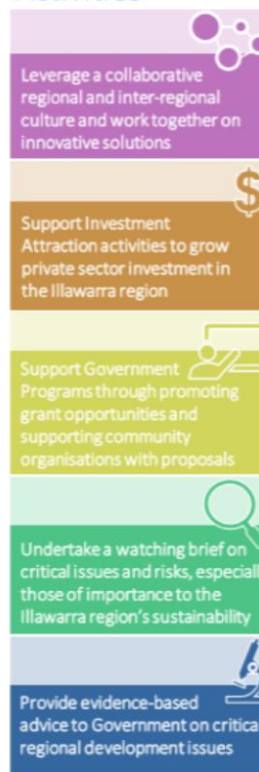 Leverage a collaborative
regional and inter-regional
culture and work together on
innovative solutions
$
Support Investment
Attraction activities to grow
private sector investment in
the Illawarra region
Support Government
Programs through promoting
grant opportunities and
supporting community
organisations with proposals
Undertake a watching brief on
critical issues and risks, especiall
those of importance to the
Illawarra region's sustainability
Provide evidence-based
advice to Government on critica
regional development issues